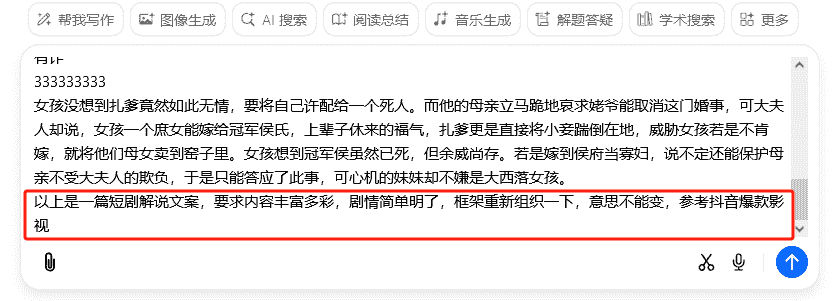 帮我写作 图像生成 AI 搜索 阅读总结 音乐生成 解题答疑 学术搜索 更多
333333333
女孩没想到扎爹竟然如此无情，要将自己许配给一个死人。而他的母亲立马跪地哀求姥爷能取消这门婚事，可大夫
人却说，女孩一个庶女能嫁给冠军侯氏，上辈子休来的福气，扎爹更是直接将小妾踹倒在地，威胁女孩若是不肯
嫁，就将他们母女卖到窑子里。女孩想到冠军侯虽然已死，但余威尚存。若是嫁到侯府当寡妇，说不定还能保护母
亲不受大夫人的欺负，于是只能答应了此事，可心机的妹妹却不嫌是大西落女孩。
以上是一篇短剧解说文案，要求内容丰富多彩，剧情简单明了，框架重新组织一下，意思不能变，参考抖音爆款影
视